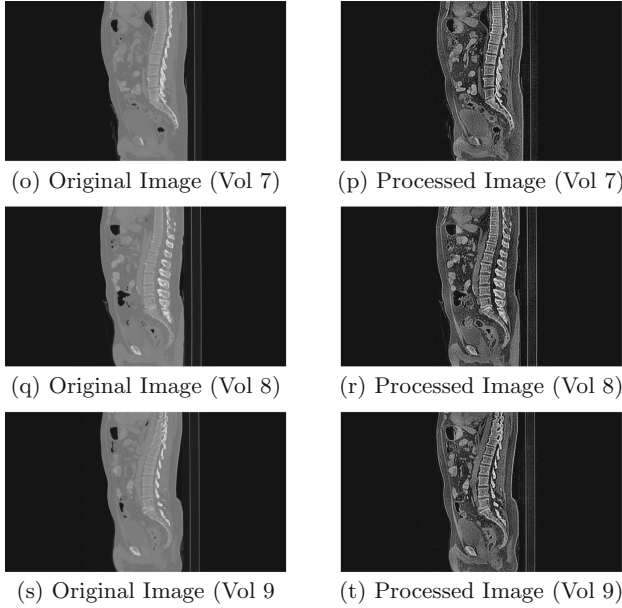 (o) Original Image (Vol 7)
(p) Processed Image (Vol 7)
(q) Original Image (Vol 8)
(r) Processed Image (Vol 8)
(s) Original Image (Vol 9
(t) Processed Image (Vol 9)